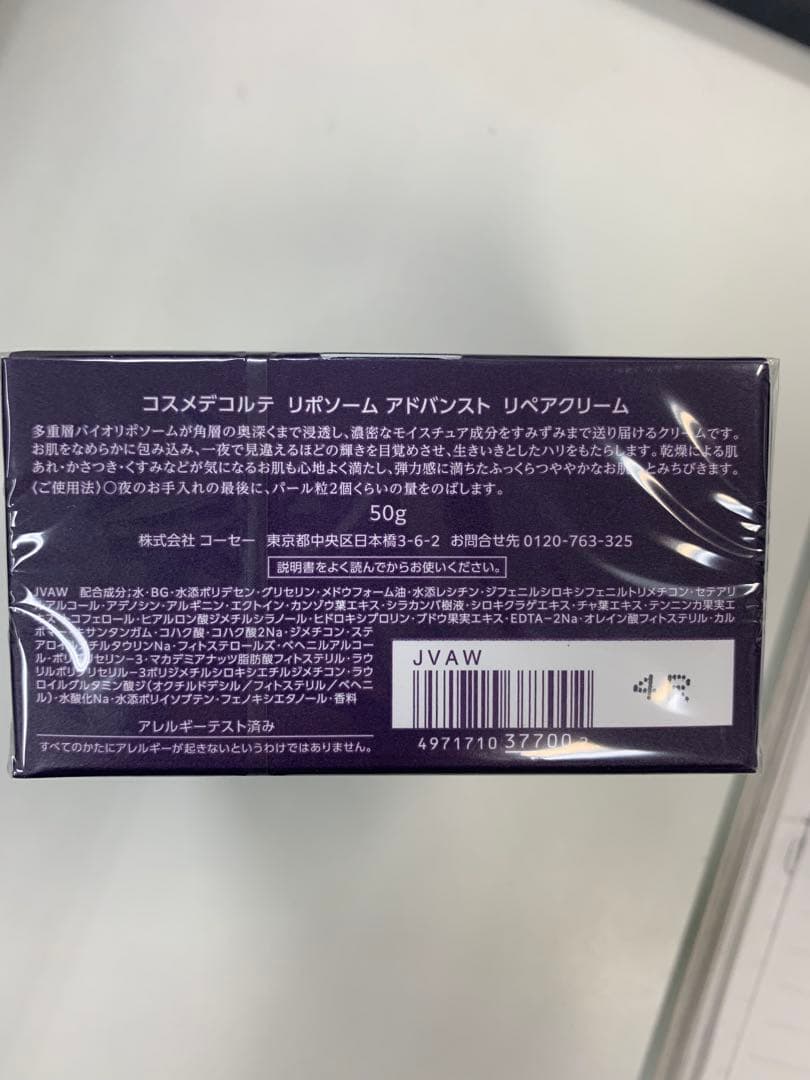 コスメデコルテ リポソーム アドバンスト リペアクリーム
多重層バイオリポソームが角層の奥深くまで浸透し、濃密なモイスチュア成分をすみずみまで送り届けるクリームです。
お肌をなめらかに包み込み、一夜で見違えるほどの輝きを目覚めさせ、生きいきとしたハリをもたらします。乾燥による肌
あれ・かさつき・くすみなどが気になるお肌も心地よく満たし、弾力感に満ちたふっくらつややかなお肌へとみちびきます。
〈ご使用法〉○夜のお手入れの最後に、パール粒2個くらいの量をのばします。
50g
株式会社 コーセー 東京都中央区日本橋3-6-2 お問合せ先 0120-763-325
説明書をよく読んでからお使いください。
JVAW 配合成分;水・BG・水添ポリデセン・グリセリン・メドウフォーム油・水添レシチン・ジフェニルシロキシフェニルトリメチコン・セテアリ
ルアルコール・アデノシン・アルギニン・エクトイン・カンゾウ葉エキス・シラカンバ樹液・シロキクラゲエキス・チャ葉エキス・テンニンカ果実エ
キス・トコフェロール・ヒアルロン酸ジメチルシラノール・ヒドロキシプロリン・ブドウ果実エキス・EDTA-2Na・オレイン酸フィトステリル・カル
ボマー・キサンタンガム・コハク酸・コハク酸2Na・ジメチコン・ステ
アロイルメチルタウリンNa・フィトステロールズ・ベヘニルアルコー
ル・ポリグリセリン-3・マカデミアナッツ脂肪酸フィトステリル・ラウ
リルポリグリセリル-3ポリジメチルシロキシエチルジメチコン・ラウ
ロイルグルタミン酸ジ(オクチルドデシル/フィトステリル/ベヘニ
ル)・水酸化Na・水添ポリイソブテン・フェノキシエタノール・香料
アレルギーテスト済み
すべてのかたにアレルギーが起きないというわけではありません。
JVAW
4971710 37700